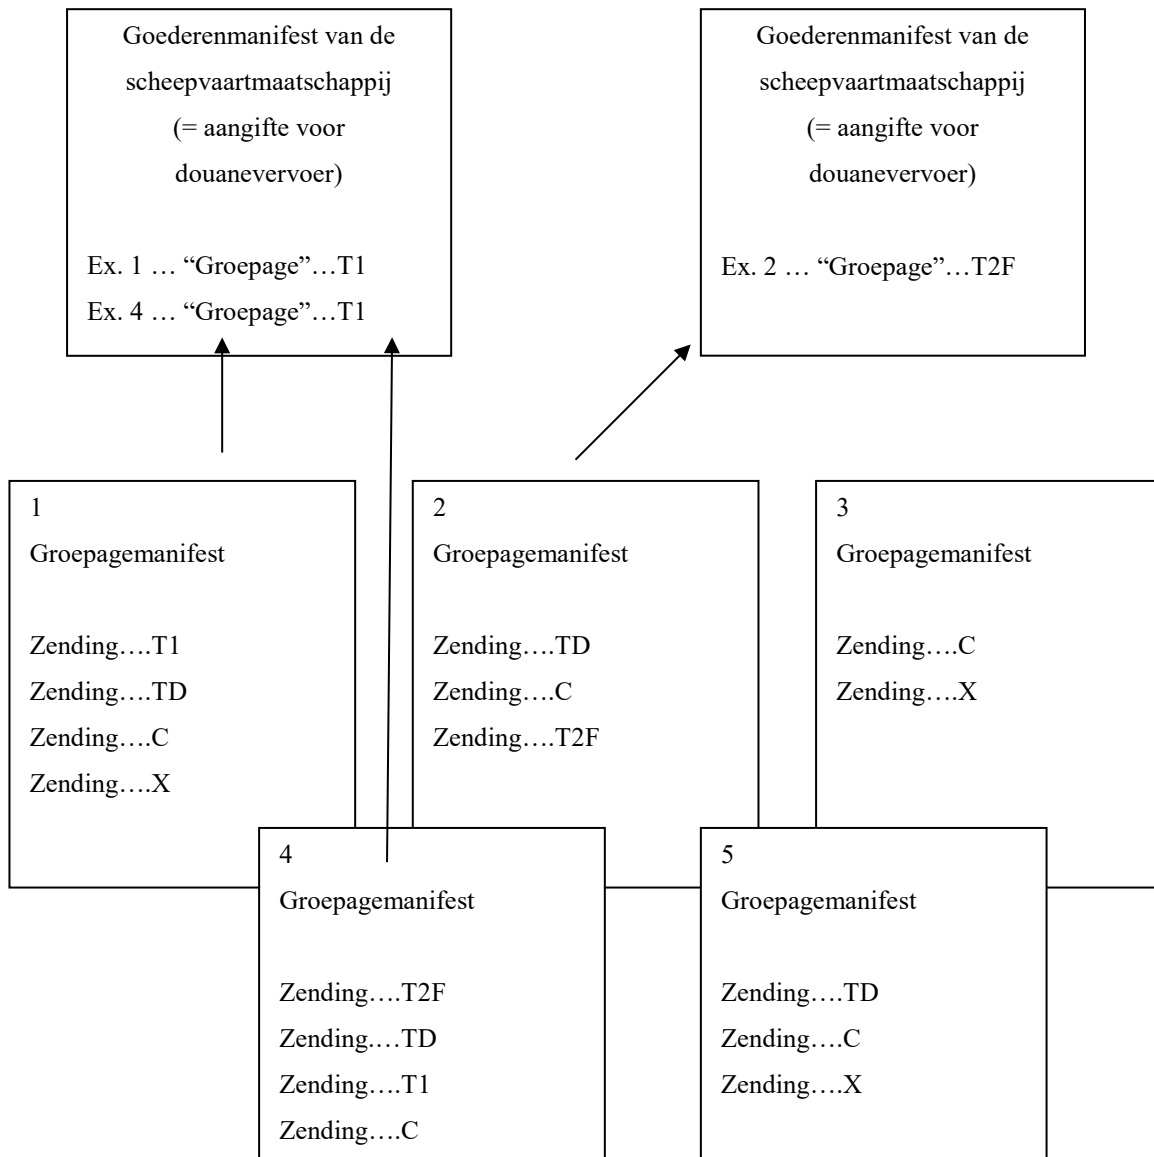 Goederenmanifest van de
scheepvaartmaatschappij
(= aangifte voor
douanevervoer)
Ex. 1 … “Groepage”…T1
Ex. 4 … “Groepage”…T1
Goederenmanifest van de
scheepvaartmaatschappij
(= aangifte voor
douanevervoer)
Ex. 2 … “Groepage”…T2F
1
Groepagemanifest
Zending….T1
Zending….TD
Zending….C
Zending….X
2
Groepagemanifest
Zending….TD
Zending….C
Zending….T2F
3
Groepagemanifest
Zending….C
Zending….X
4
Groepagemanifest
Zending….T2F
Zending.…TD
Zending….T1
Zending….C
5
Groepagemanifest
Zending….TD
Zending….C
Zending….X